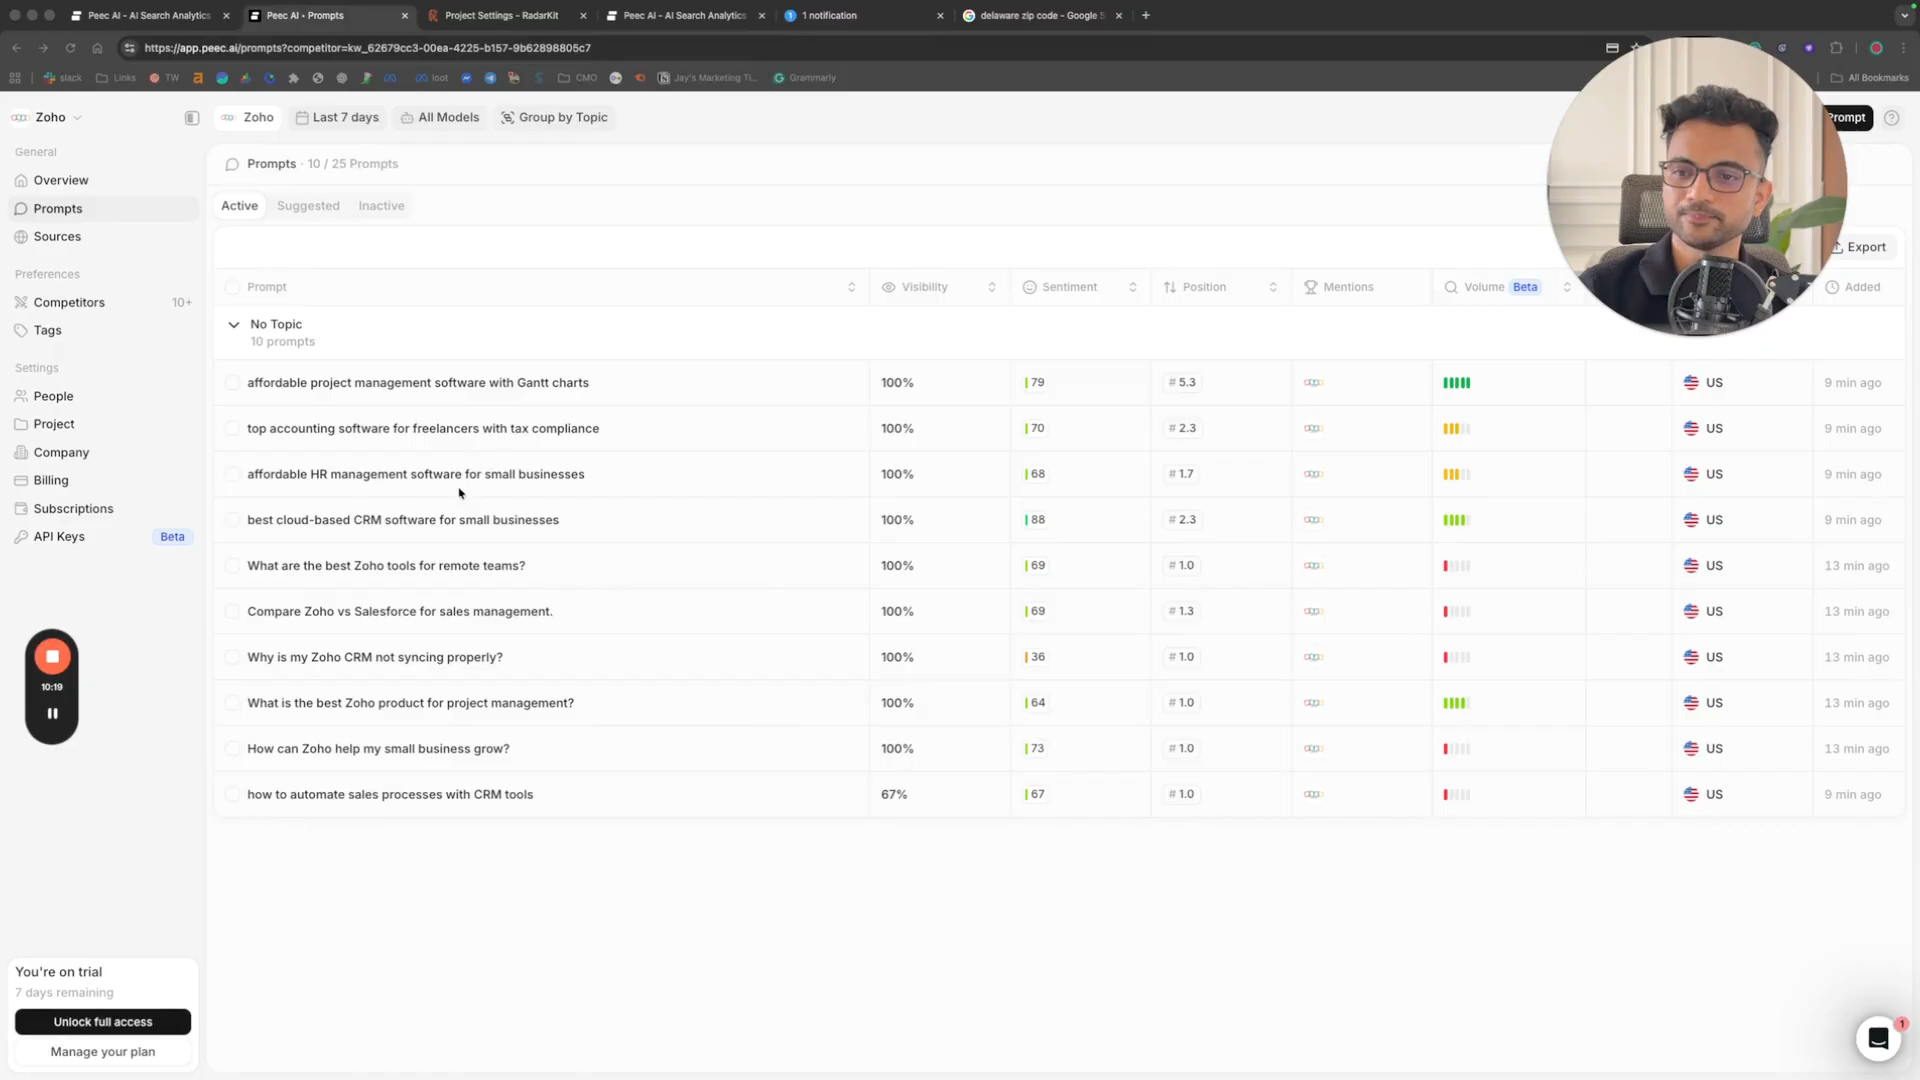 Peec AI - AI Search Analytics
Peec AI • Prompts
Project Settings - RadarKit
Peec AI - AI Search Analytics
1 notification
delaware zip code - Google
https://app.peec.ai/prompts?competitor=kw_62679cc3-00ea-4225-b157-9b62898805c7
slack
Links
TW
loot
CMO
Jay's Marketing Ti...
Grammarly
All Bookmarks
Zoho
General
Overview
Prompts
Sources
Preferences
Competitors 10+
Tags
Settings
People
Project
Company
Billing
Subscriptions
API Keys Beta
10:19
You're on trial
7 days remaining
Unlock full access
Manage your plan
Zoho Last 7 days All Models Group by Topic
Prompt
Prompts · 10 / 25 Prompts
Active Suggested Inactive
Export
Prompt Visibility Sentiment Position Mentions Volume Beta Added
No Topic
10 prompts
affordable project management software with Gantt charts 100% 79 # 5.3 US 9 min ago
top accounting software for freelancers with tax compliance 100% 70 # 2.3 US 9 min ago
affordable HR management software for small businesses 100% 68 # 1.7 US 9 min ago
best cloud-based CRM software for small businesses 100% 88 # 2.3 US 9 min ago
What are the best Zoho tools for remote teams? 100% 69 # 1.0 US 13 min ago
Compare Zoho vs Salesforce for sales management. 100% 69 # 1.3 US 13 min ago
Why is my Zoho CRM not syncing properly? 100% 36 # 1.0 US 13 min ago
What is the best Zoho product for project management? 100% 64 # 1.0 US 13 min ago
How can Zoho help my small business grow? 100% 73 # 1.0 US 13 min ago
how to automate sales processes with CRM tools 67% 67 # 1.0 US 9 min ago
1